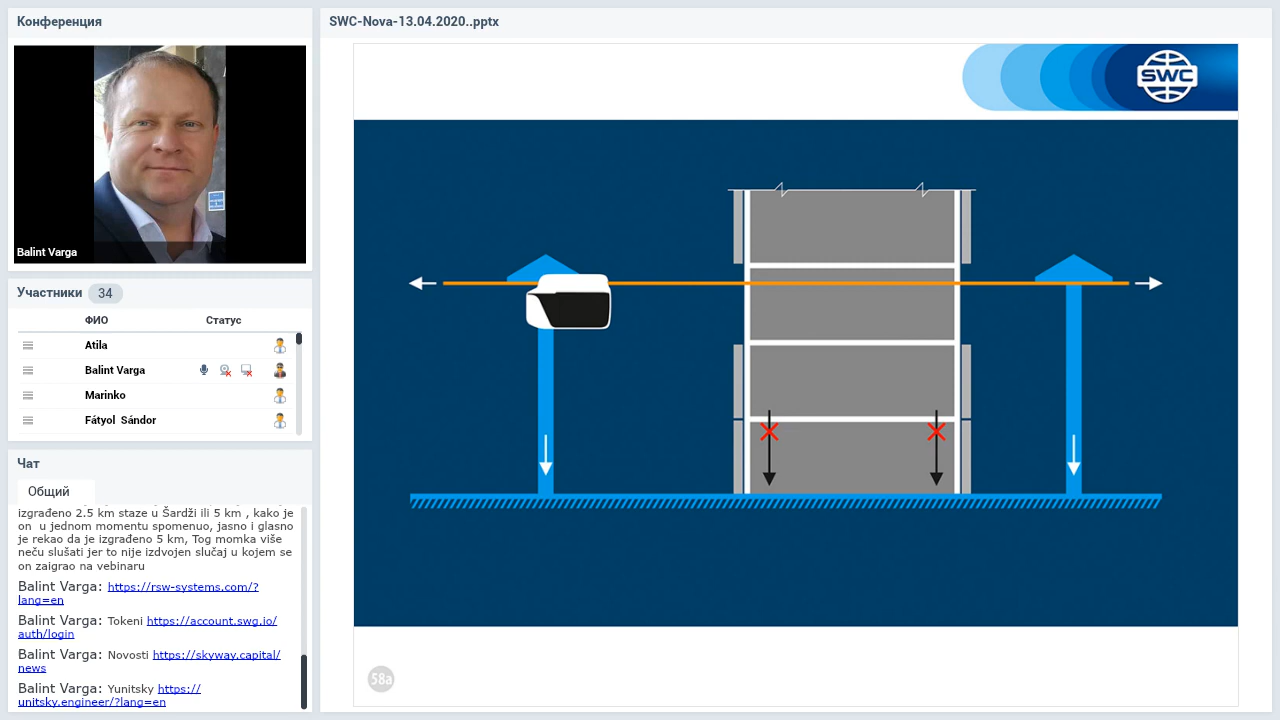 Конференция
Balint Varga
Участники 34
ФИО Статус
Atila
Balint Varga
Marinko
Fátyol Sándor
Чат
Общий
izgrađeno 2.5 km staze u Šardži ili 5 km , kako je
on u jednom momentu spomenuo, jasno i glasno
je rekao da je izgrađeno 5 km, Tog momka više
neču slušati jer to nije izdvojen slučaj u kojem se
on zaigrao na vebinaru
Balint Varga: https://rsw-systems.com/?
lang=en
Balint Varga: Tokeni https://account.swg.io/
auth/login
Balint Varga: Novosti https://skyway.capital/
news
Balint Varga: Yunitsky https://
unitsky.engineer/?lang=en
SWC-Nova-13.04.2020..pptx
SWC
58a